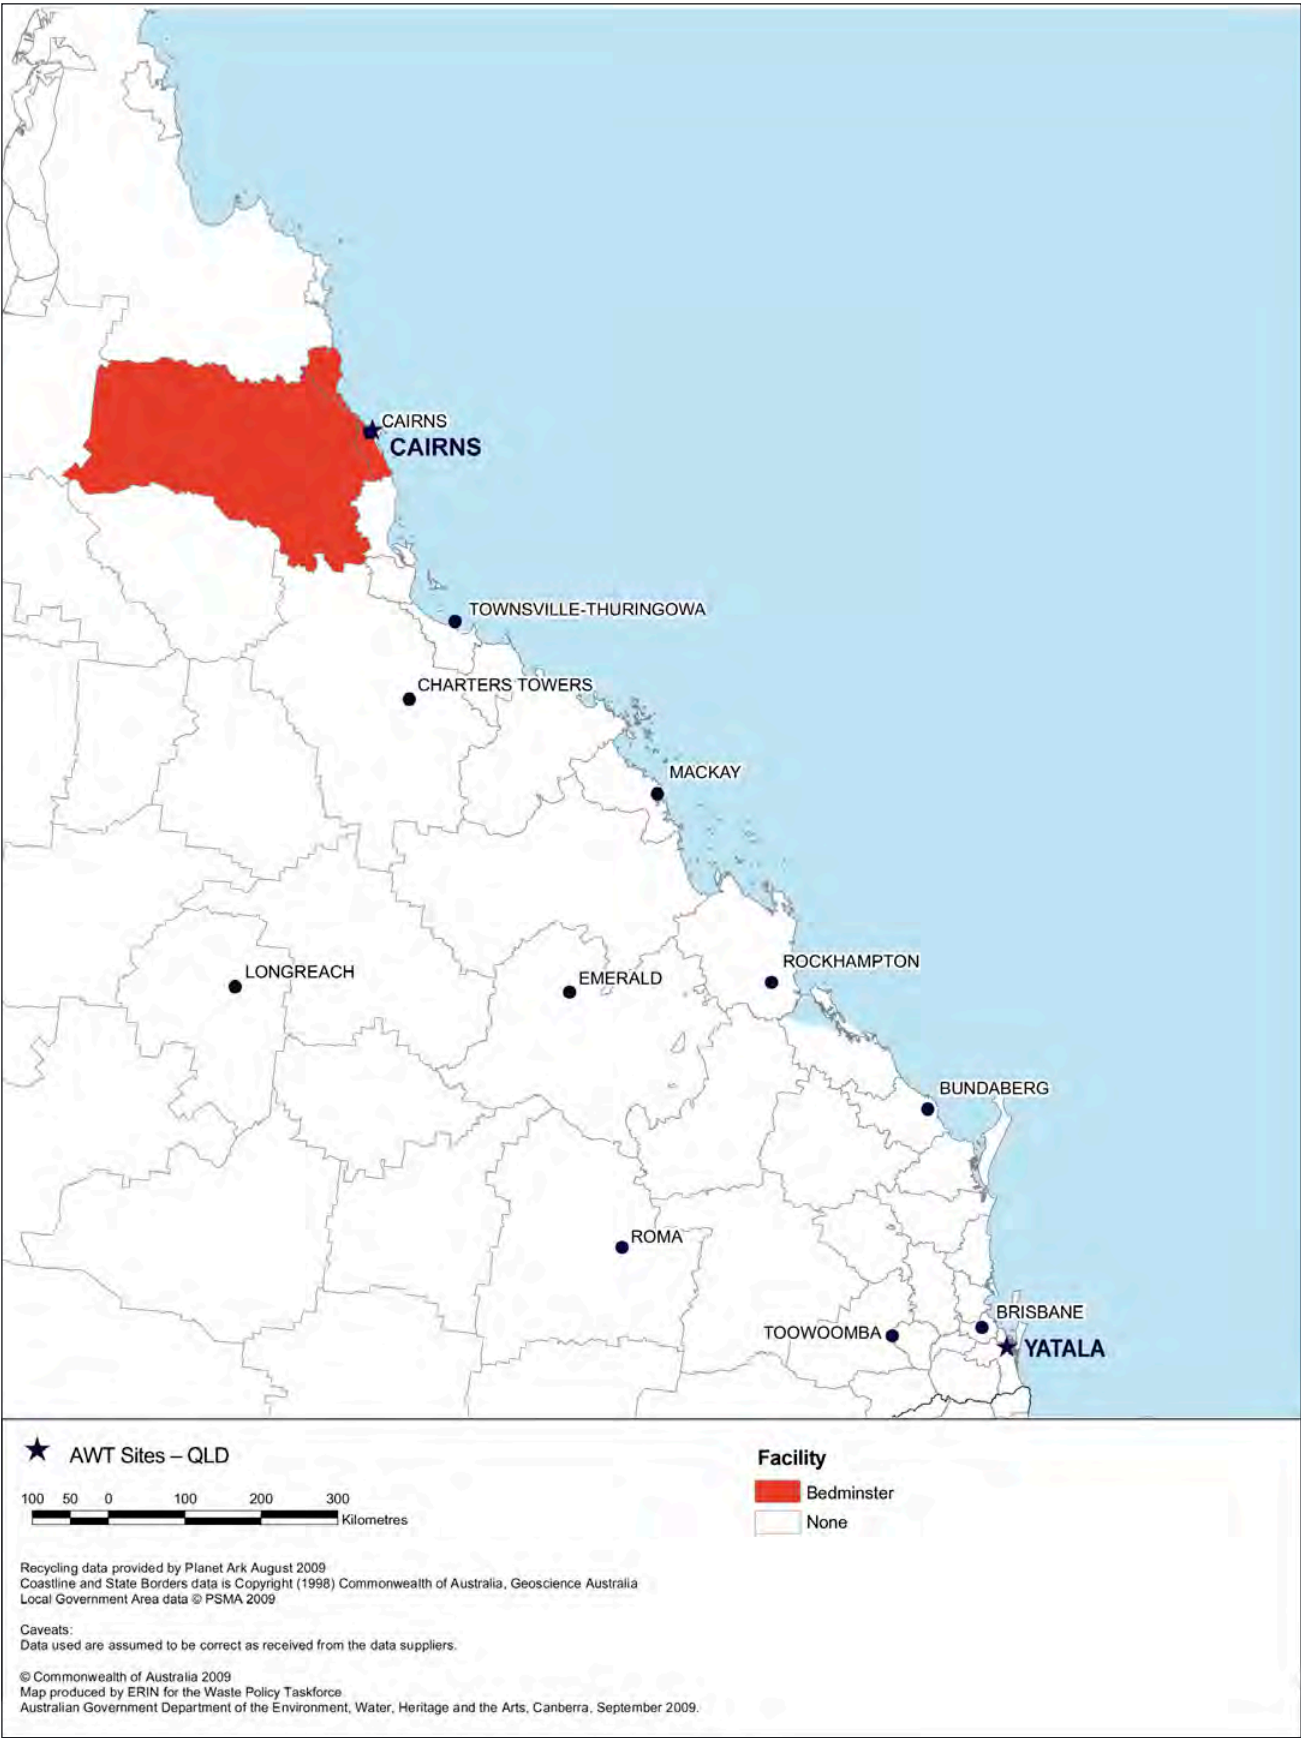 CAIRNS
CAIRNS
TOWNSVILLE-THURINGOWA
CHARTERS TOWERS
MACKAY
LONGREACH
EMERALD
ROCKHAMPTON
BUNDABERG
ROMA
BRISBANE
TOOWOOMBA
YATALA
AWT Sites – QLD
100 50 0 100 200 300
Kilometres
Facility
Bedminster
None
Recycling data provided by Planet Ark August 2009
Coastline and State Borders data is Copyright (1998) Commonwealth of Australia, Geoscience Australia
Local Government Area data © PSMA 2009
Caveats:
Data used are assumed to be correct as received from the data suppliers.
© Commonwealth of Australia 2009
Map produced by ERIN for the Waste Policy Taskforce
Australian Government Department of the Environment, Water, Heritage and the Arts, Canberra, September 2009.